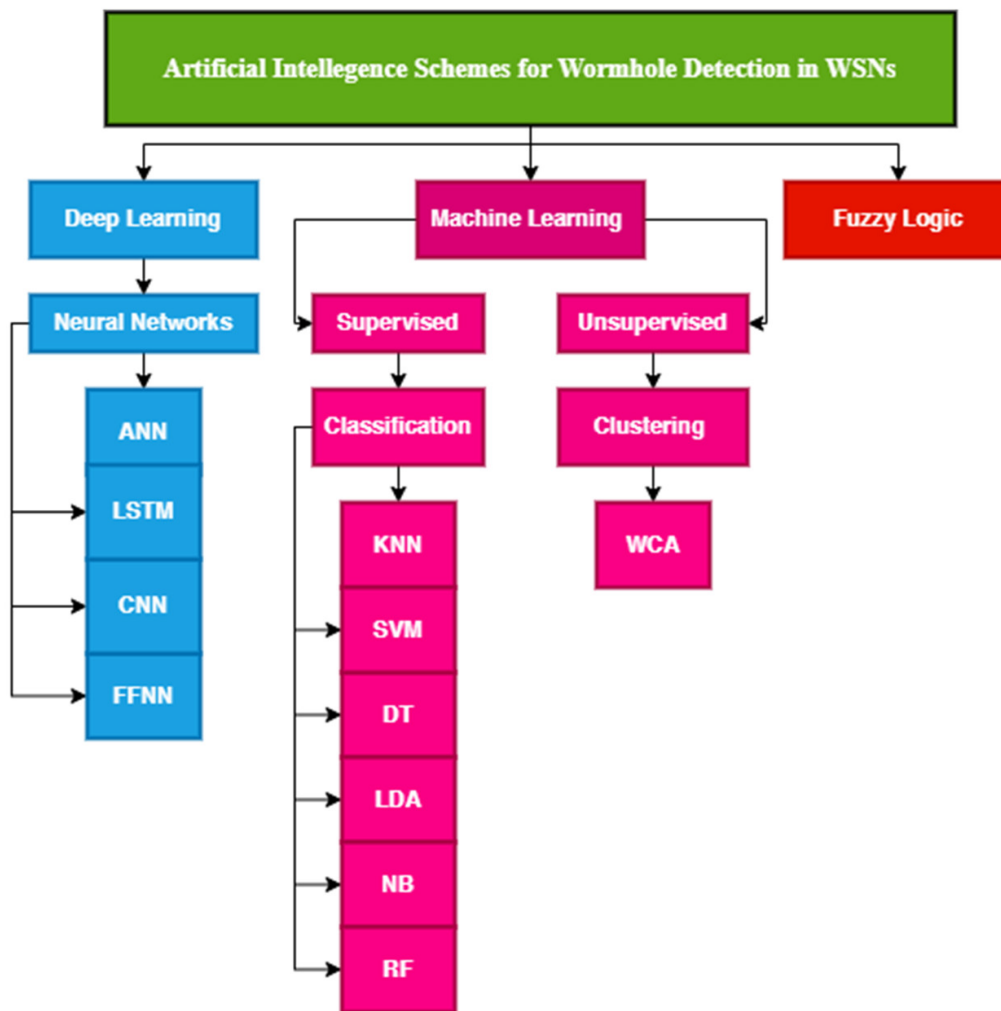 Artificial Intellegence Schemes for Wormhole Detection in WSNs
Deep Learning
Machine Learning
Fuzzy Logic
Neural Networks
Supervised
Unsupervised
ANN
LSTM
CNN
FFNN
Classification
Clustering
KNN
SVM
DT
LDA
NB
RF
WCA